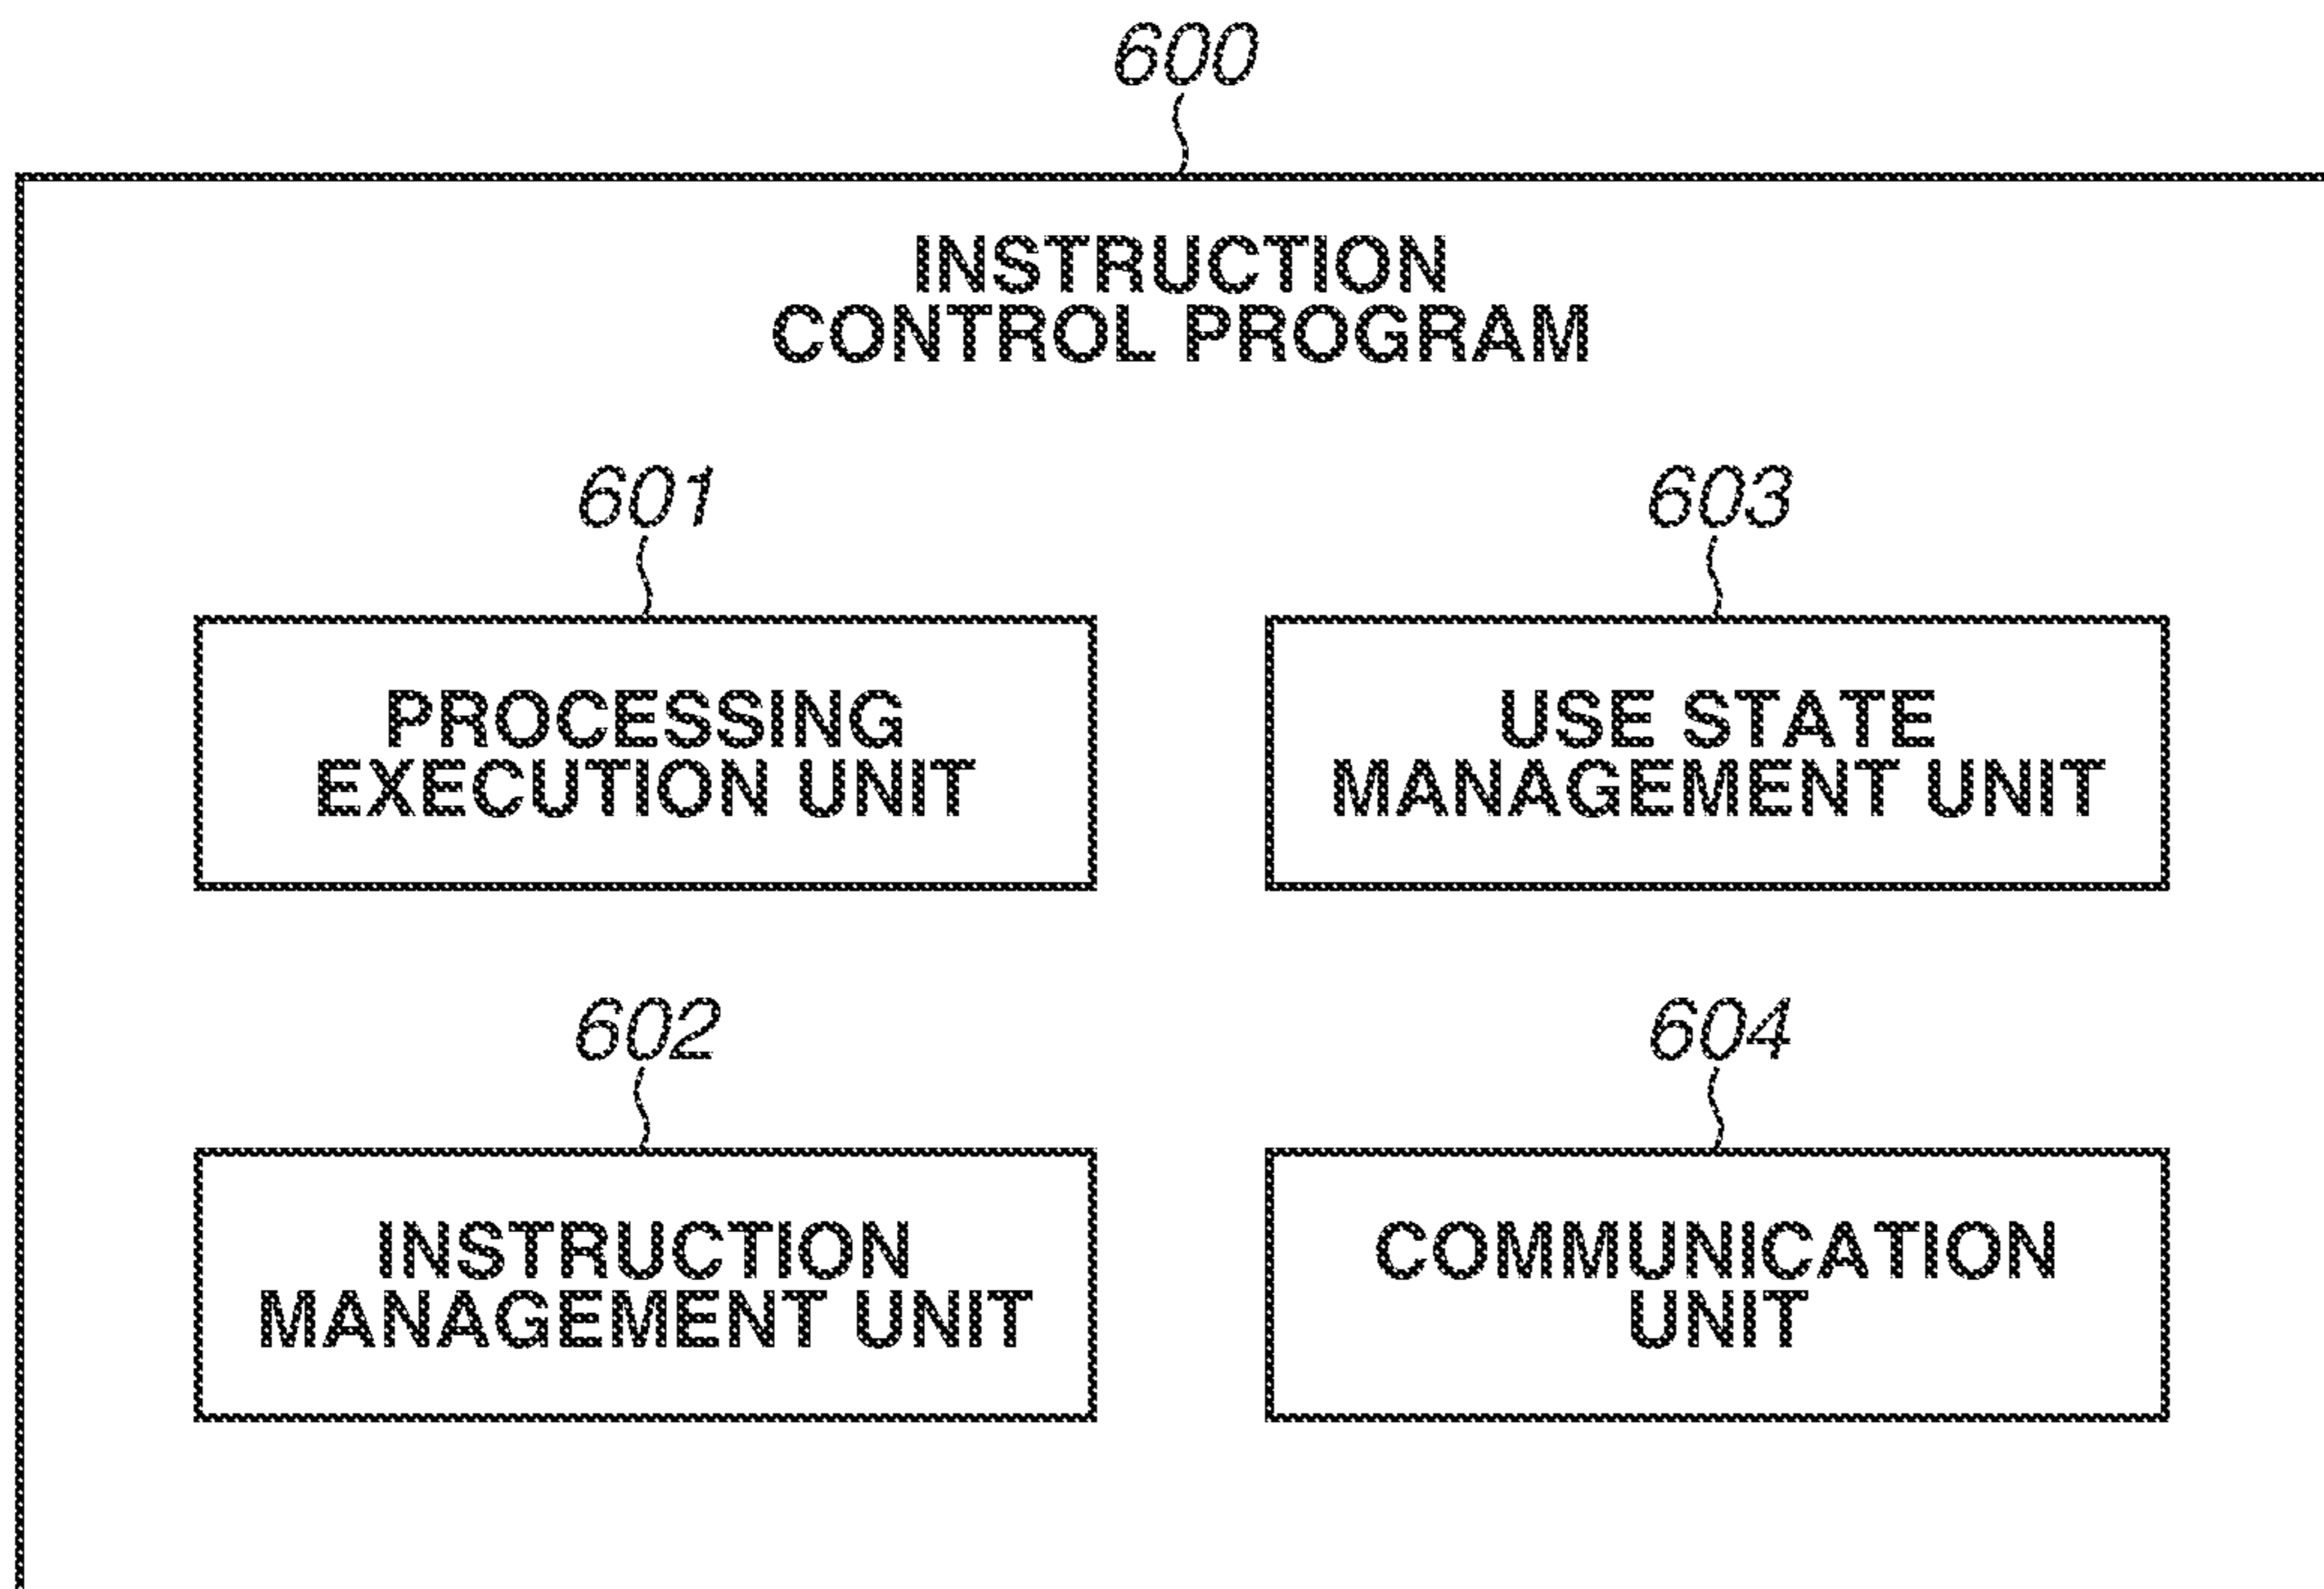 600
INSTRUCTION
CONTROL PROGRAM
601
PROCESSING
EXECUTION UNIT
603
USE STATE
MANAGEMENT UNIT
602
INSTRUCTION
MANAGEMENT UNIT
604
COMMUNICATION
UNIT